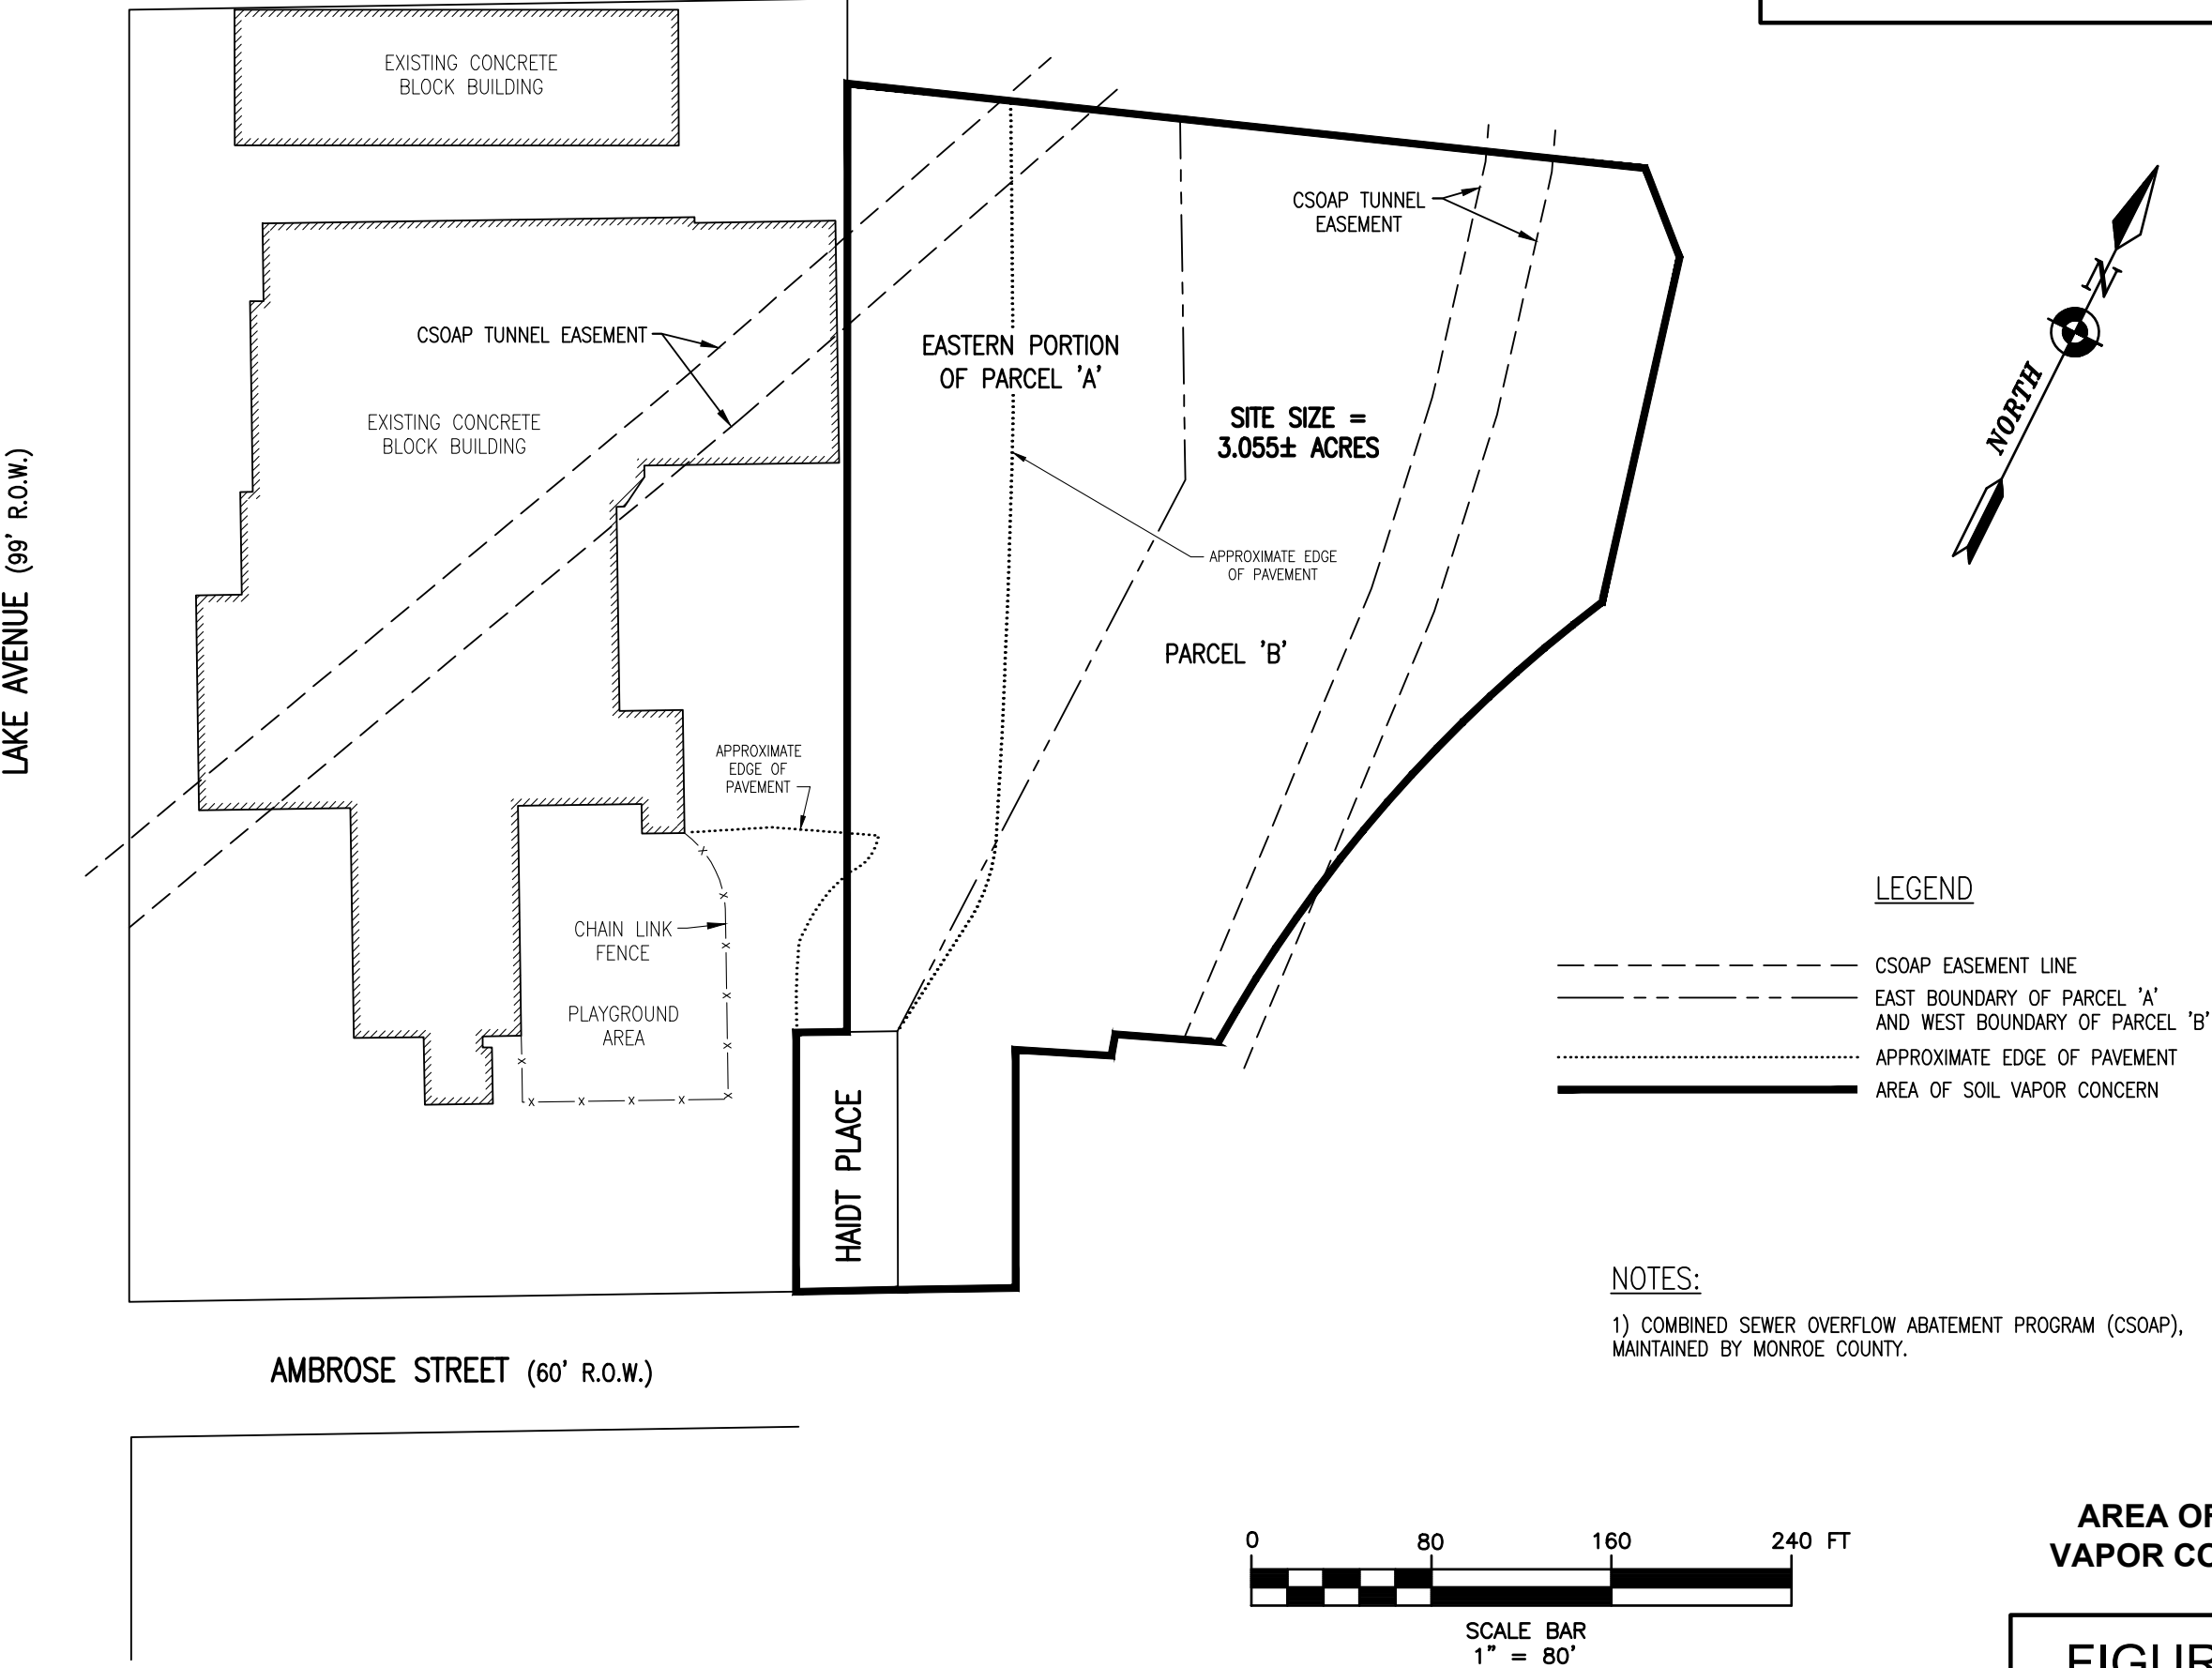 EXISTING CONCRETE
BLOCK BUILDING
CSOAP TUNNEL
EASEMENT
CSOAP TUNNEL EASEMENT
EASTERN PORTION
OF PARCEL 'A'
EXISTING CONCRETE
BLOCK BUILDING
SITE SIZE =
3.055± ACRES
N
NORTH
LAKE AVENUE (99' R.O.W.)
APPROXIMATE EDGE
OF PAVEMENT
PARCEL 'B'
APPROXIMATE
EDGE OF
PAVEMENT
CHAIN LINK
FENCE
PLAYGROUND
AREA
HAIDT PLACE
LEGEND
CSOAP EASEMENT LINE
EAST BOUNDARY OF PARCEL 'A'
AND WEST BOUNDARY OF PARCEL 'B'
APPROXIMATE EDGE OF PAVEMENT
AREA OF SOIL VAPOR CONCERN
NOTES:
1) COMBINED SEWER OVERFLOW ABATEMENT PROGRAM (CSOAP),
MAINTAINED BY MONROE COUNTY.
AMBROSE STREET (60' R.O.W.)
0 80 160 240 FT
SCALE BAR
1" = 80'
AREA OF
VAPOR